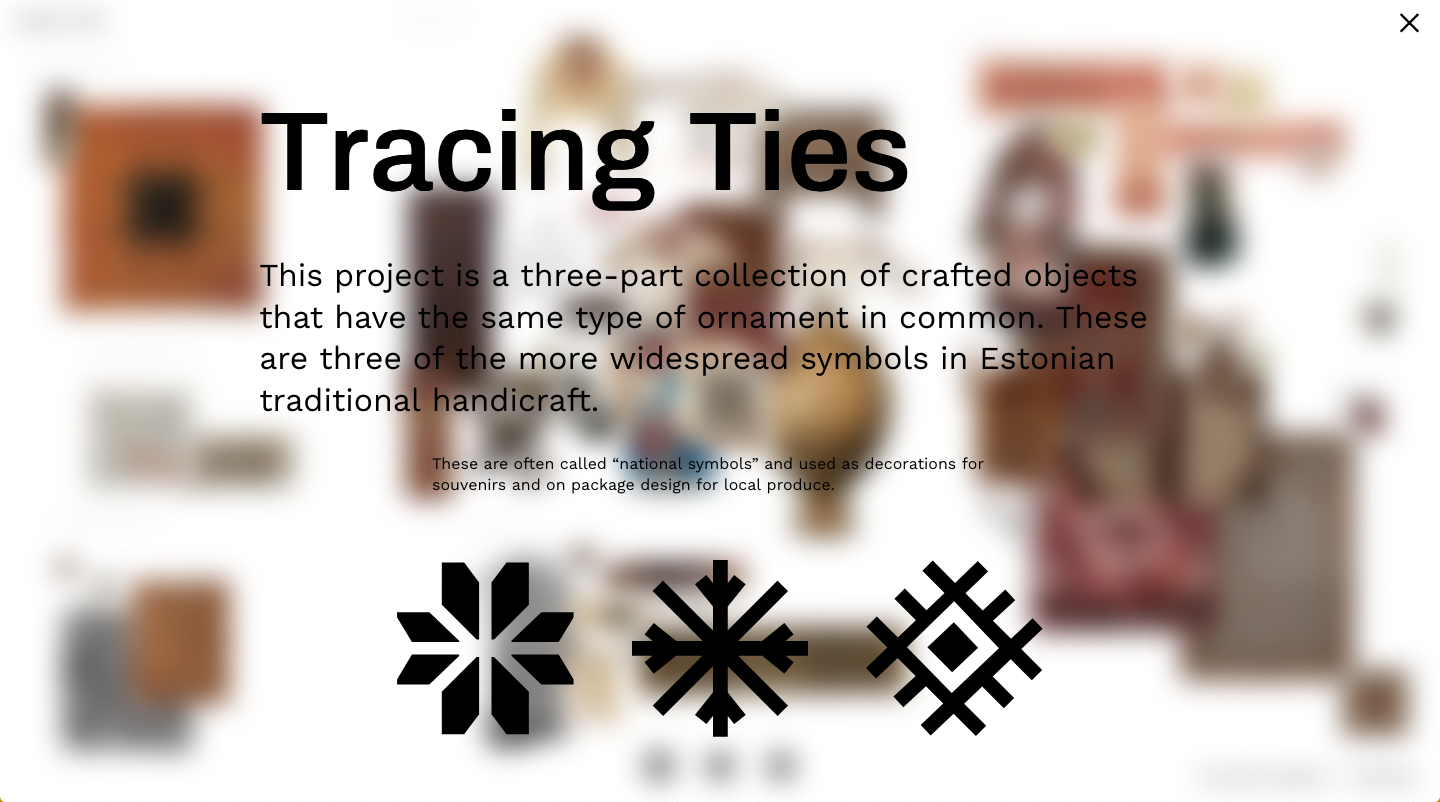 Tracing Ties
This project is a three-part collection of crafted objects
that have the same type of ornament in common. These
are three of the more widespread symbols in Estonian
traditional handicraft.
These are often called “national symbols” and used as decorations for
souvenirs and on package design for local produce.